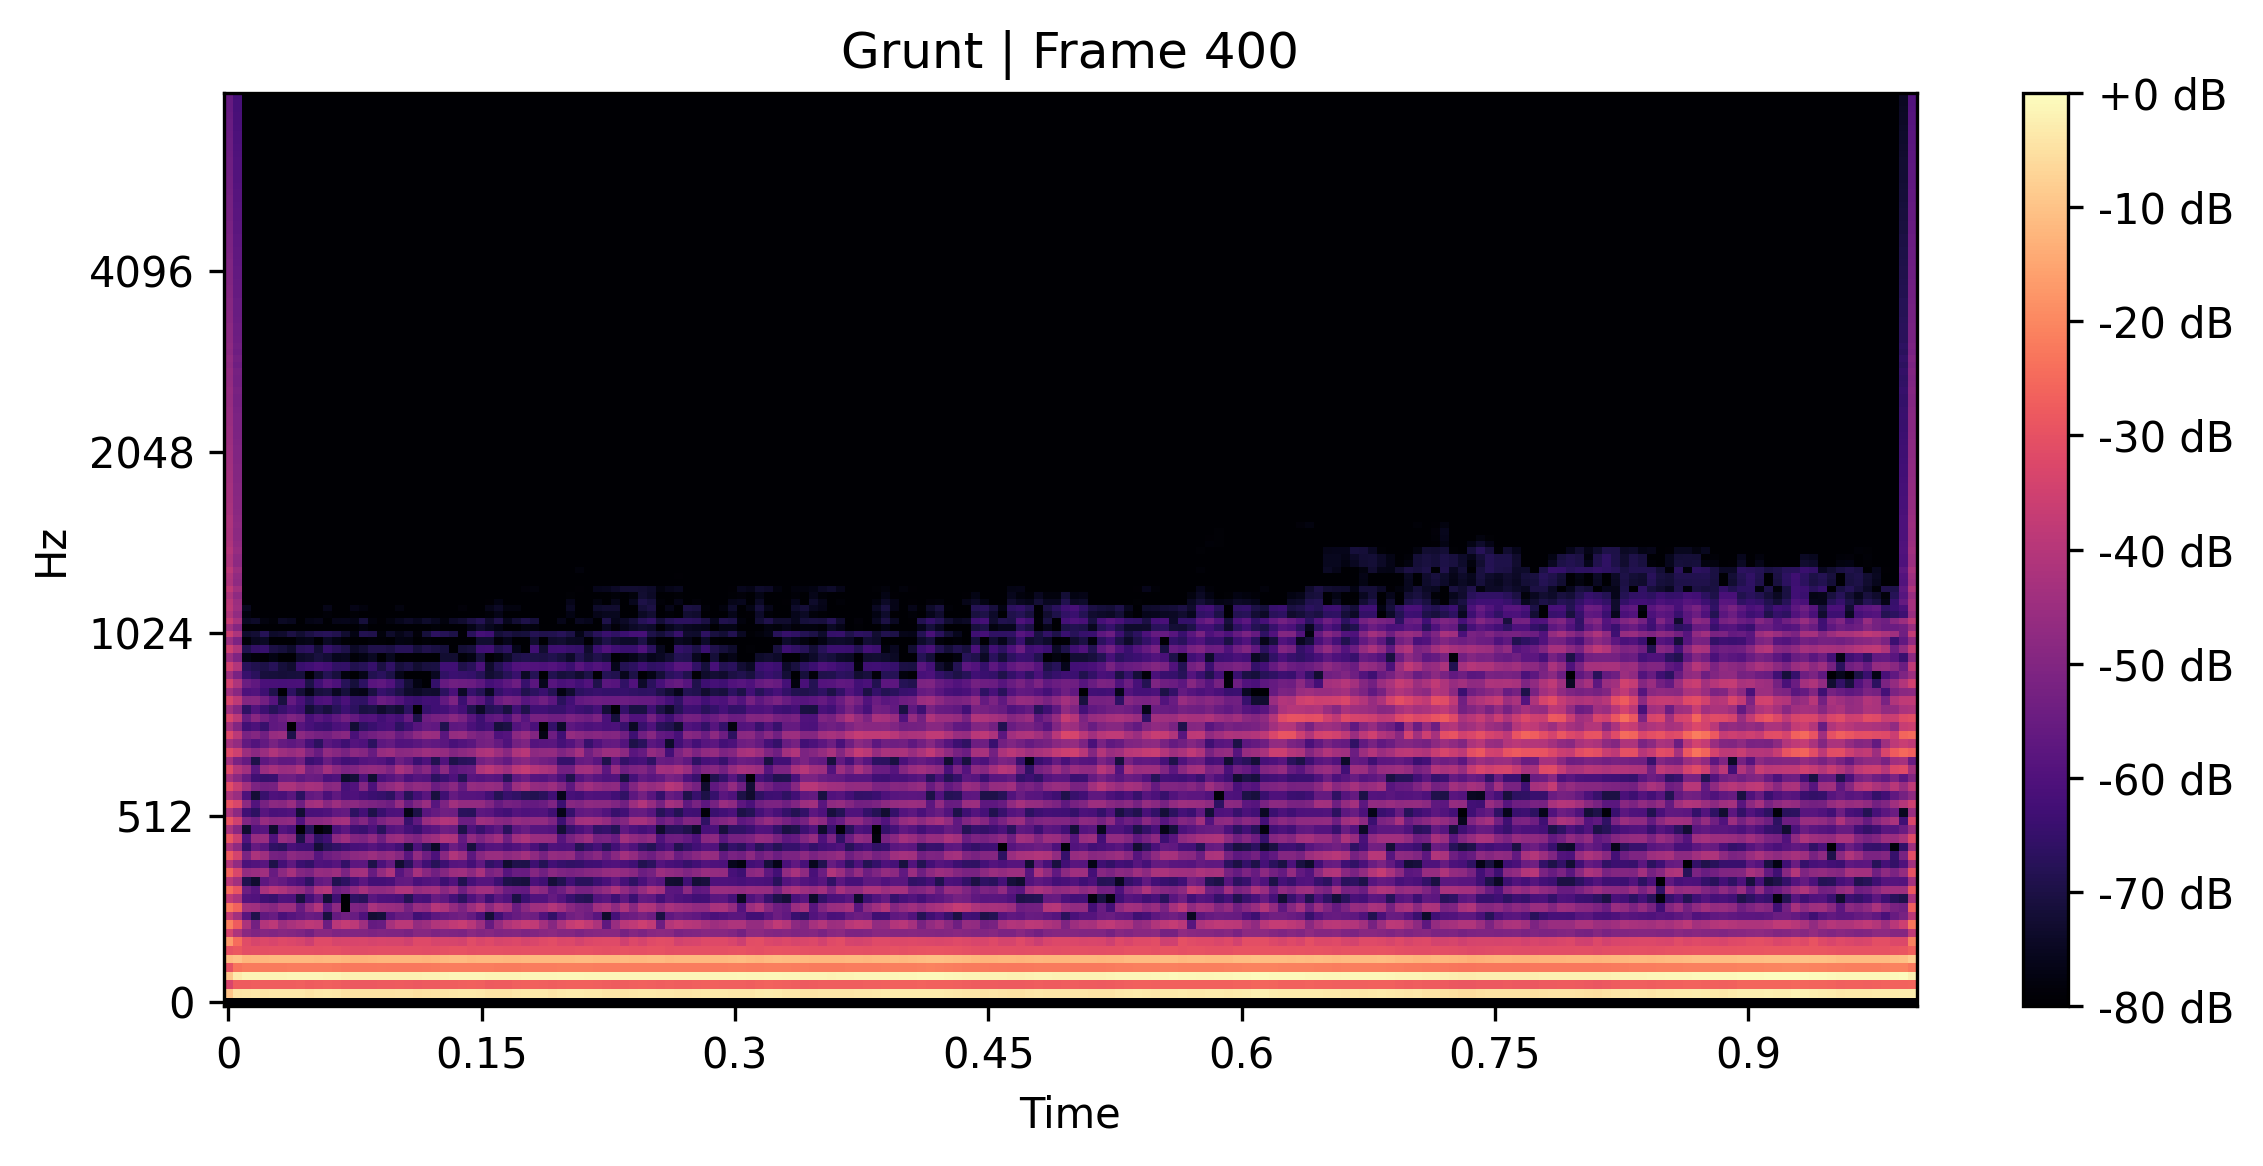 Grunt | Frame 400
+0 dB
-10 dB
-20 dB
-30 dB
-40 dB
-50 dB
-60 dB
-70 dB
-80 dB
Hz
4096
2048
1024
512
0
0 0.15 0.3 0.45 0.6 0.75 0.9
Time